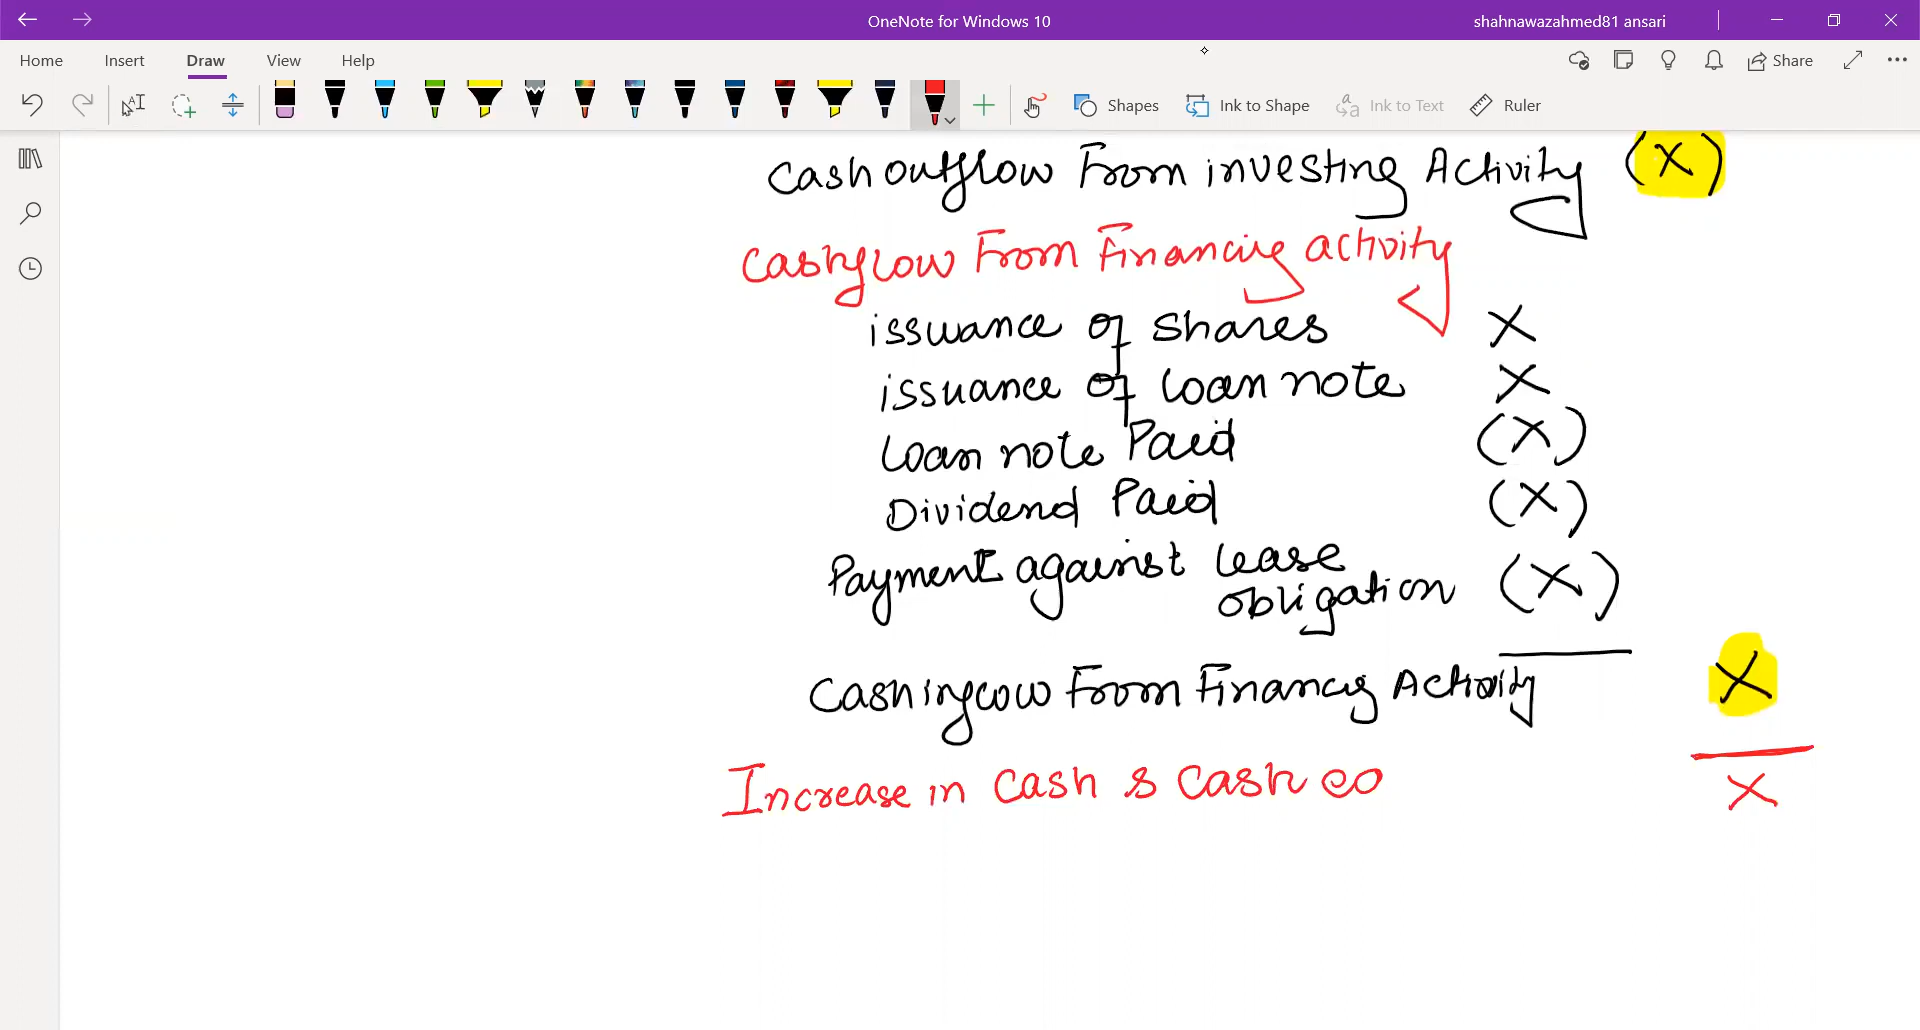 OneNote for Windows 10
shahnawazahmed81 ansari
Home Insert Draw View Help
Share
Shapes Ink to Shape Ink to Text Ruler
Cash outflow From investing Activity (X)
Cashflow From Financing activity
issuance of shares X
issuance of Loan note X
Loan note Paid (X)
Dividend Paid (X)
Payment against Lease
obligation (X)
Cash inflow From Financing Activity X
Increase in Cash & Cash eq X